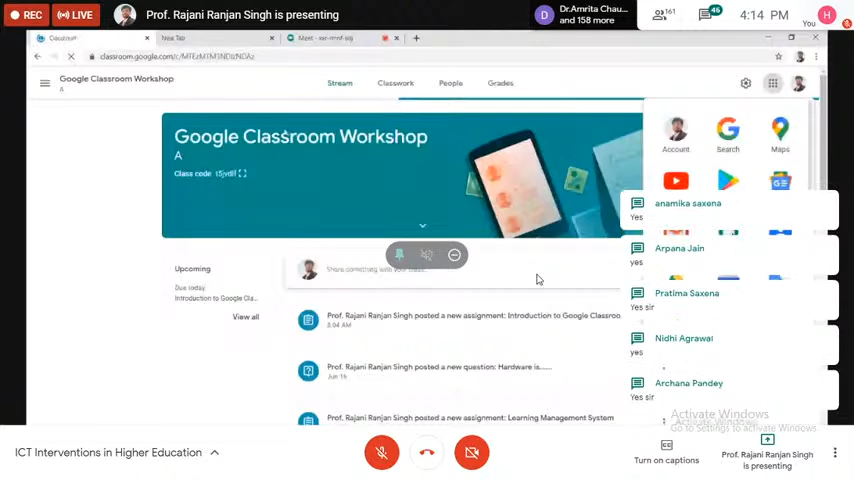 REC
LIVE
Prof. Rajani Ranjan Singh is presenting
D
Dr.Amrita Chau...
and 158 more
161
46
4:14 PM
You
H
New Tab
classroom.google.com
Google Classroom Workshop
A
Stream
Classwork
People
Grades
Google Classroom Workshop
A
Class code
Account
Search
Maps
anamika saxena
Yes
Arpana Jain
yes
Pratima Saxena
Yes sir
Nidhi Agrawal
yes
Archana Pandey
Yes sir
Upcoming
Due today
Introduction to Google Cla...
View all
Share something with your class...
Prof. Rajani Ranjan Singh posted a new assignment: Introduction to Google Classroo
8:04 AM
Prof. Rajani Ranjan Singh posted a new question: Hardware is......
Jun 16
Prof. Rajani Ranjan Singh posted a new assignment: Learning Management System
Activate Windows
Go to Settings to activate Windows.
ICT Interventions in Higher Education
Turn on captions
Prof. Rajani Ranjan Singh
is presenting